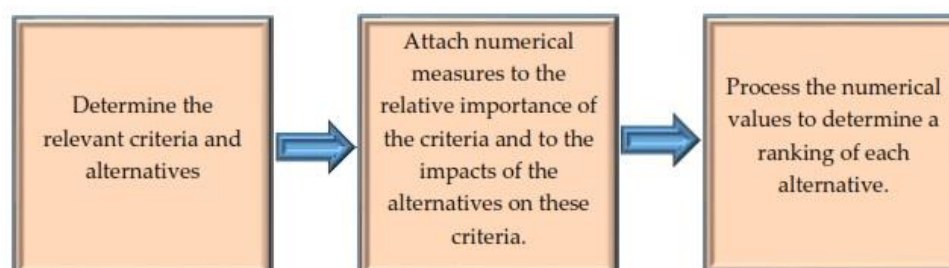 Determine the
relevant criteria and
alternatives
Attach numerical
measures to the
relative importance of
the criteria and to the
impacts of the
alternatives on these
criteria.
Process the numerical
values to determine a
ranking of each
alternative.